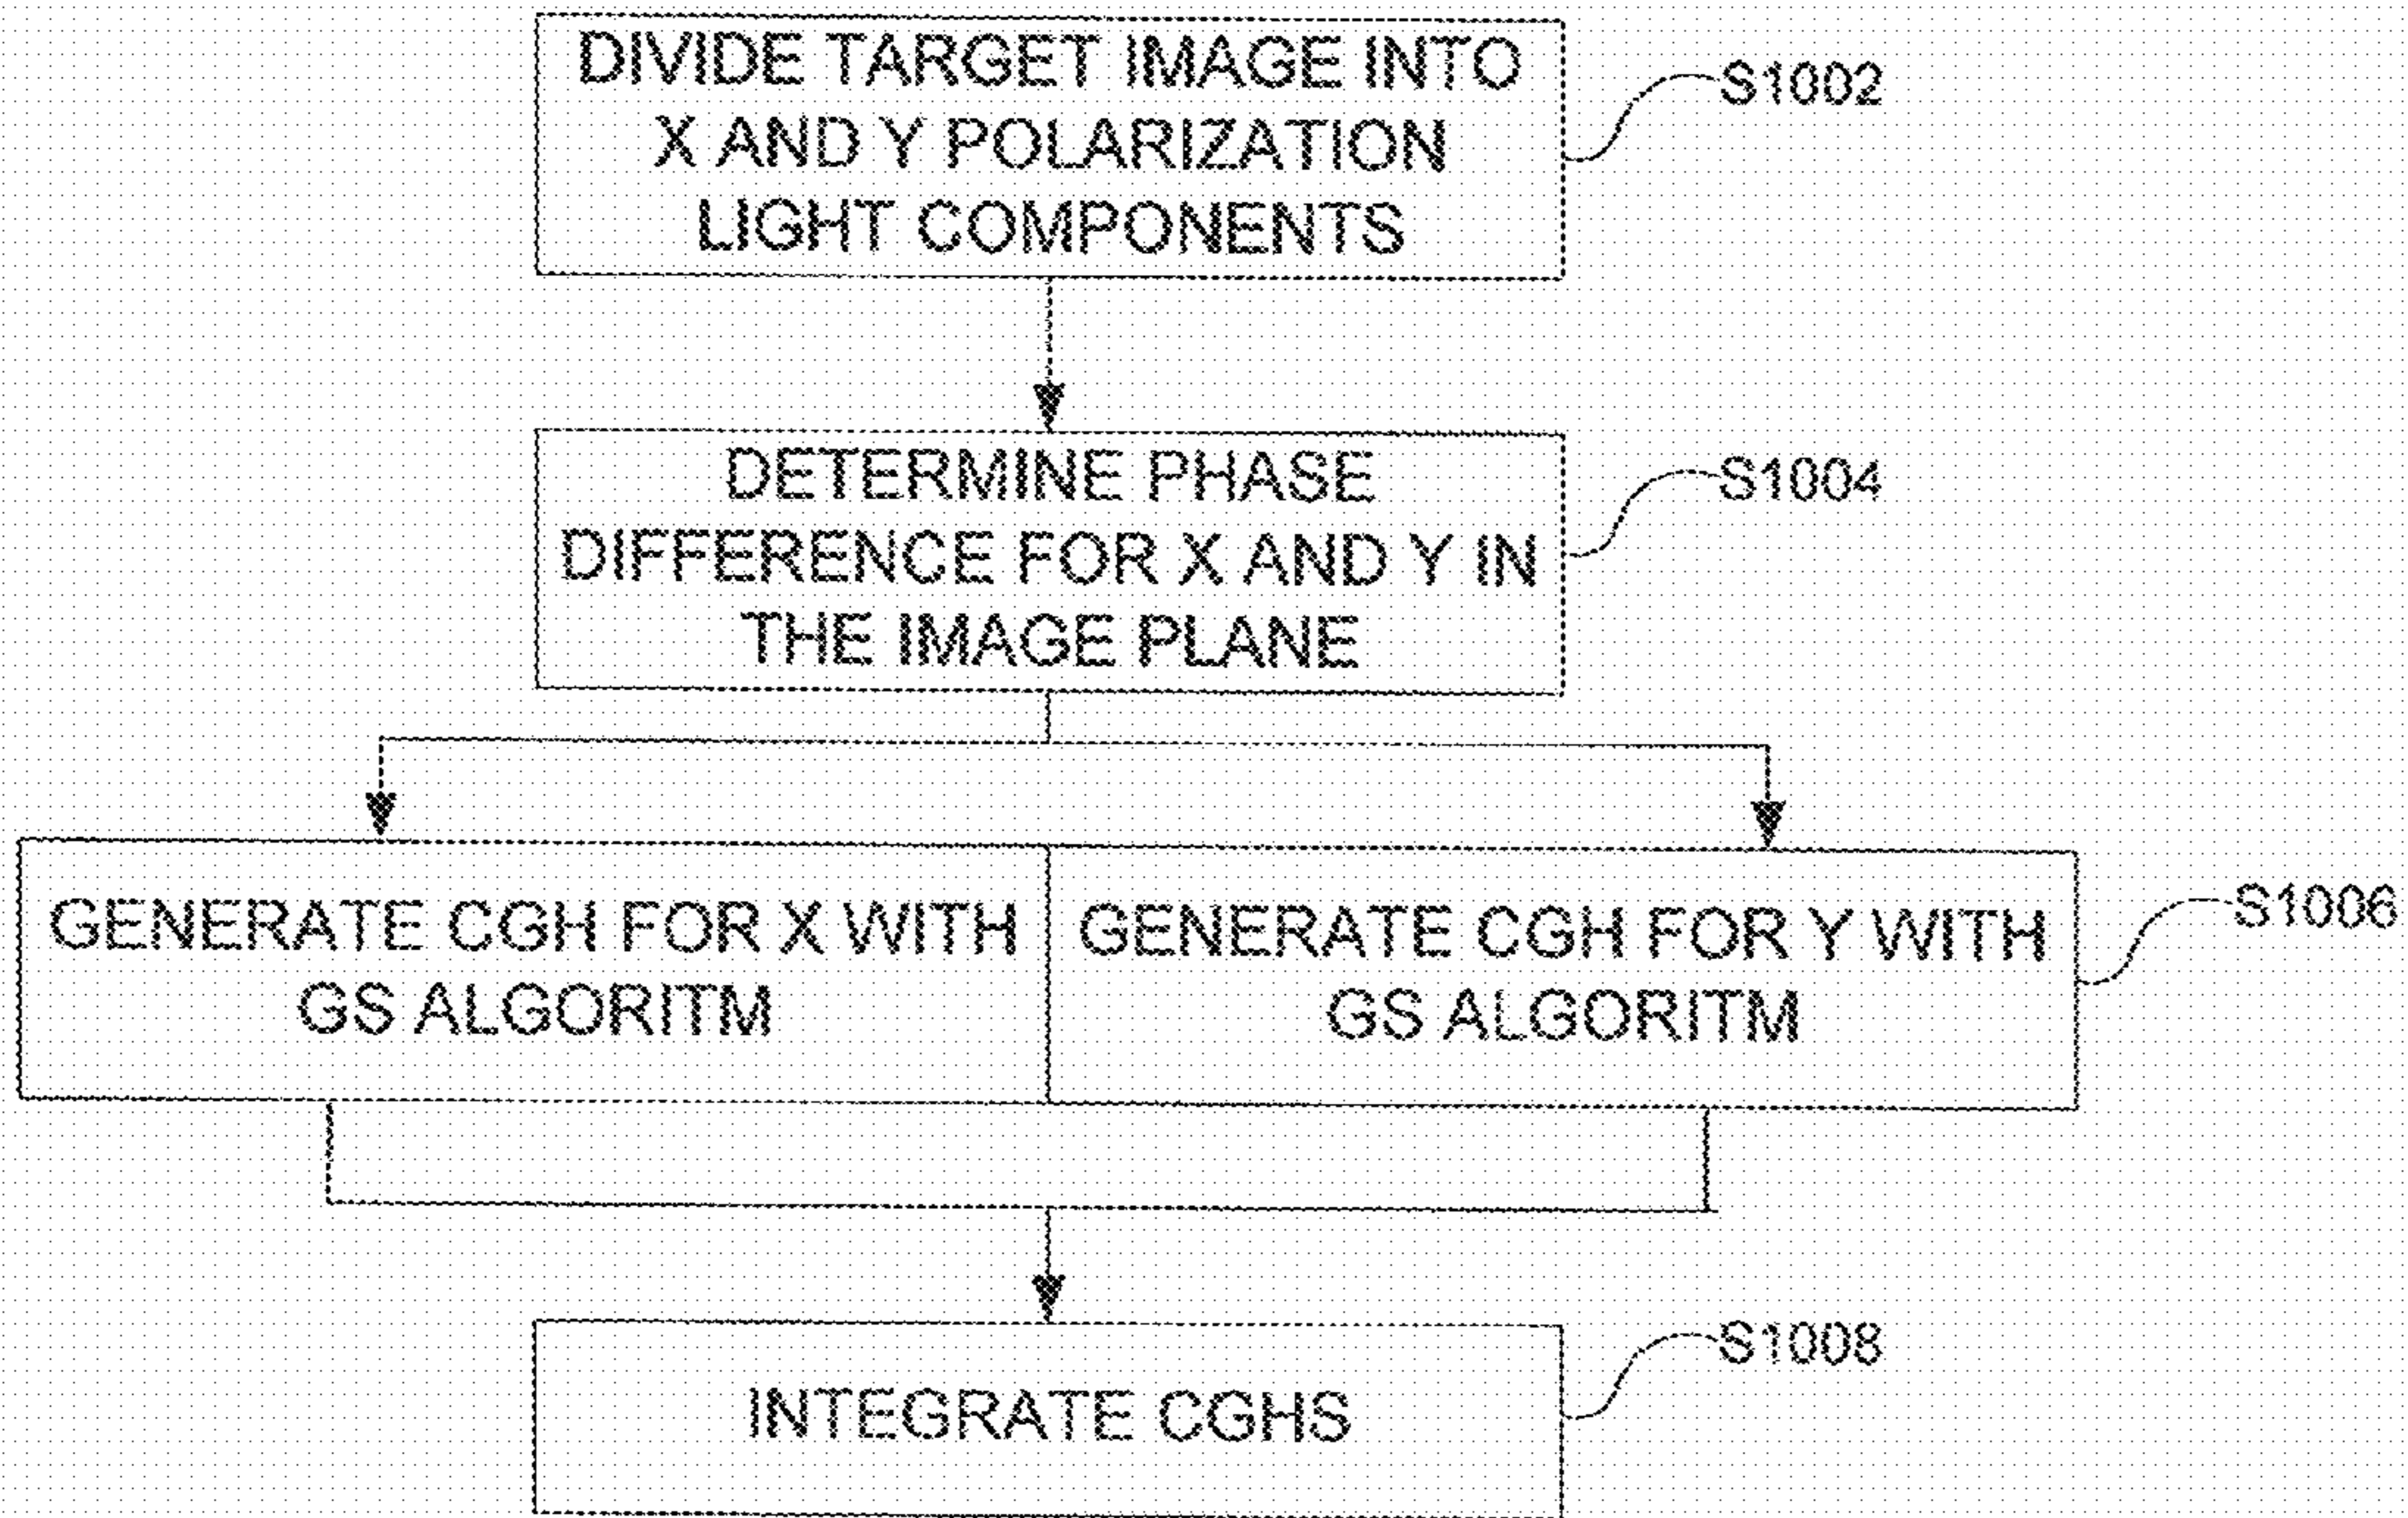 DIVIDE TARGET IMAGE INTO
X AND Y POLARIZATION
LIGHT COMPONENTS
S1002
DETERMINE PHASE
DIFFERENCE FOR X AND Y IN
THE IMAGE PLANE
S1004
GENERATE CGH FOR X WITH
GS ALGORITM
GENERATE CGH FOR Y WITH
GS ALGORITM
S1006
INTEGRATE CGHS
S1008